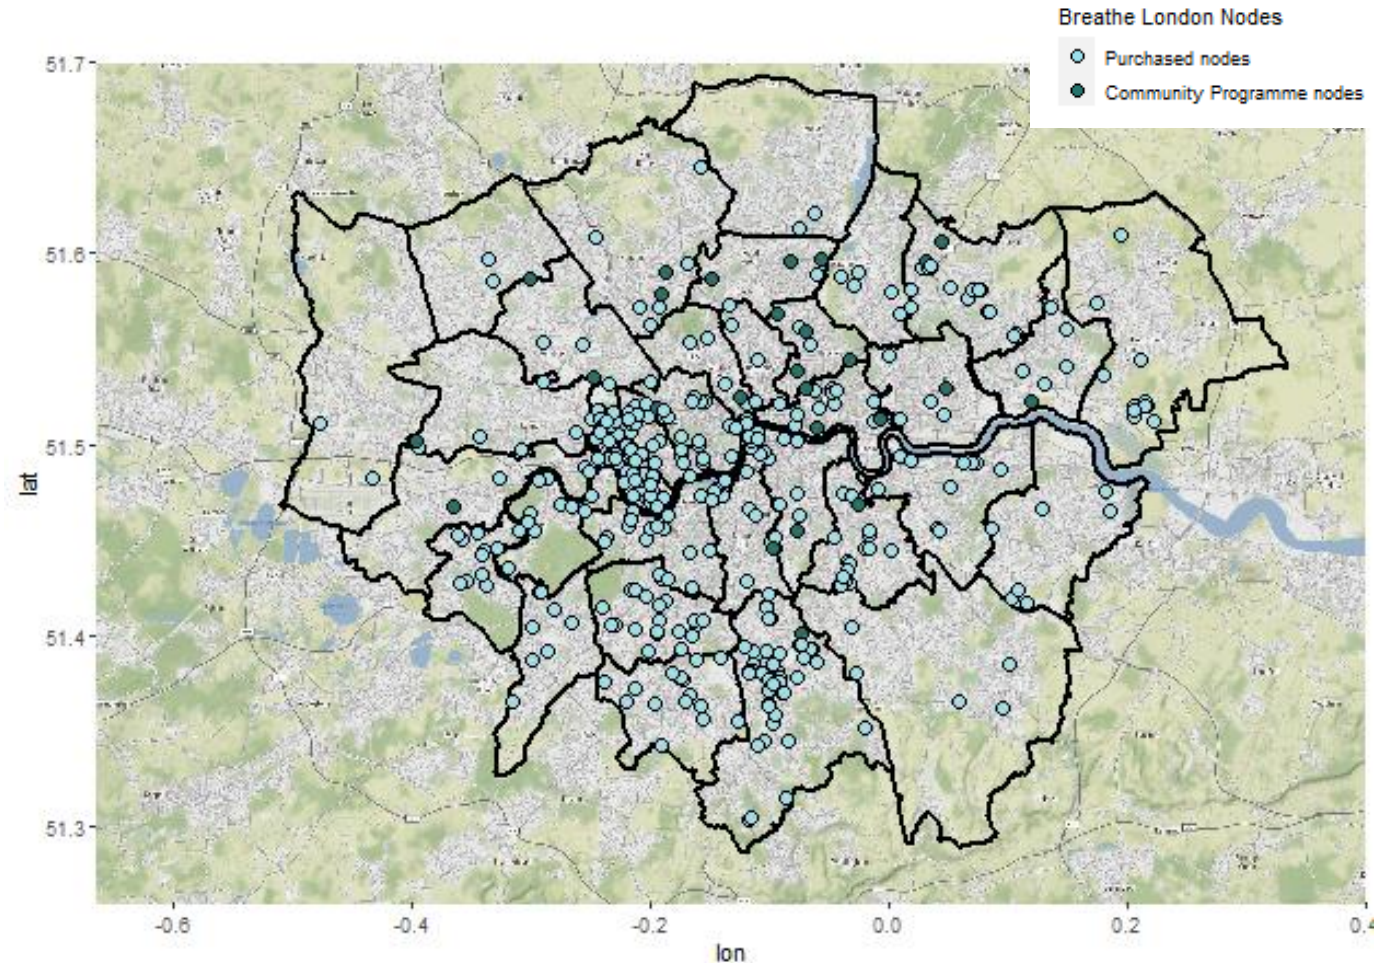 Breathe London Nodes
Purchased nodes
Community Programme nodes
51.7
51.6
51.5
51.4
51.3
lat
-0.6
-0.4
-0.2
0.0
0.2
0.4
lon